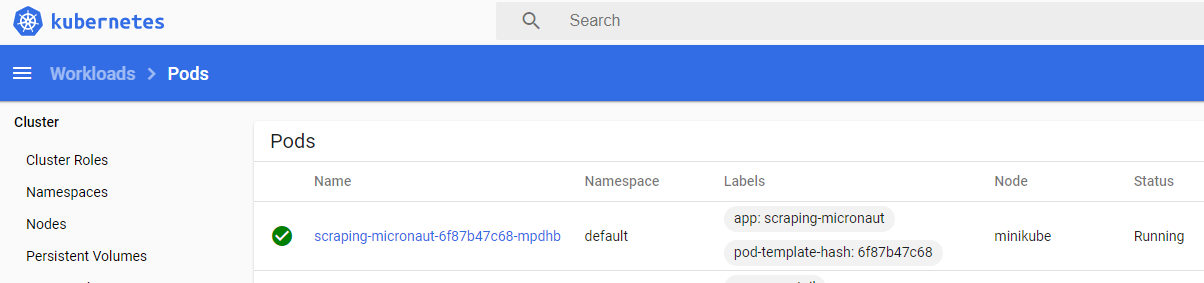 kubernetes
Search
Workloads > Pods
Cluster
Cluster Roles
Namespaces
Nodes
Persistent Volumes
Pods
Name Namespace Labels Node Status
scraping-micronaut-6f87b47c68-mpdhb default app: scraping-micronaut minikube Running
pod-template-hash: 6f87b47c68